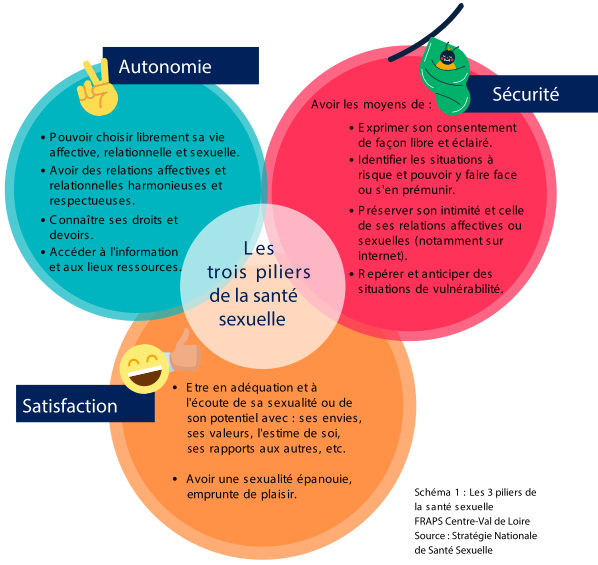 Autonomie
Pouvoir choisir librement sa vie
affective, relationnelle et sexuelle.
Avoir des relations affectives et
relationnelles harmonieuses et
respectueuses.
Connaître ses droits et
devoirs.
Accéder à l'information
et aux lieux ressources.
Sécurité
Avoir les moyens de :
Exprimer son consentement
de façon libre et éclairé.
Identifier les situations à
risque et pouvoir y faire face
ou s'en prémunir.
Préserver son intimité et celle
de ses relations affectives ou
sexuelles (notamment sur
internet).
Repérer et anticiper des
situations de vulnérabilité.
Les
trois piliers
de la santé
sexuelle
Satisfaction
Etre en adéquation et à
l'écoute de sa sexualité ou de
son potentiel avec : ses envies,
ses valeurs, l'estime de soi,
ses rapports aux autres, etc.
Avoir une sexualité épanouie,
emprunte de plaisir.
Schéma 1 : Les 3 piliers de
la santé sexuelle
FRAPS Centre-Val de Loire
Source : Stratégie Nationale
de Santé Sexuelle